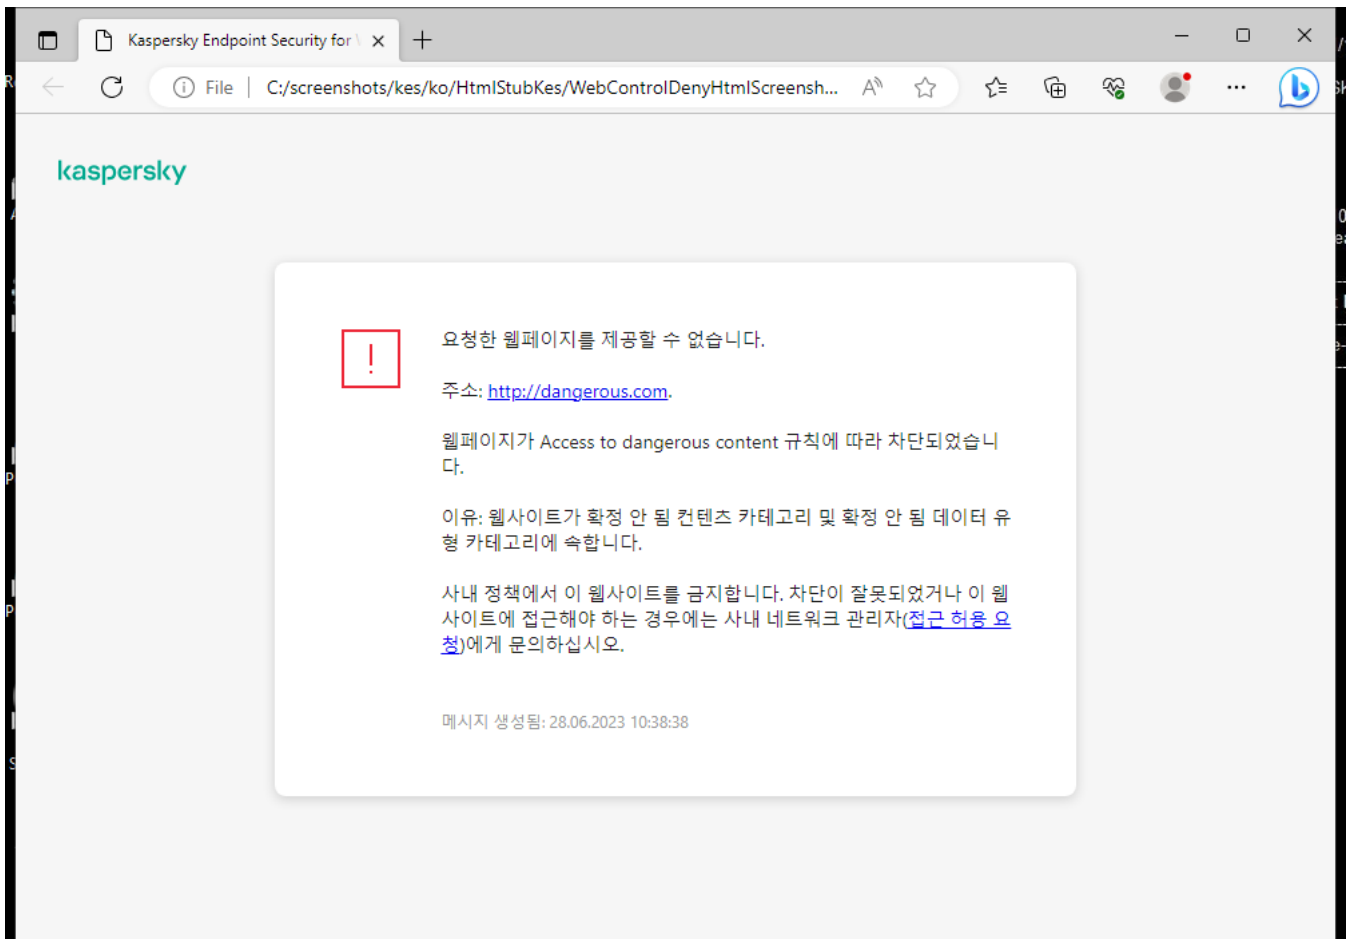 Kaspersky Endpoint Security for
File
C:/screenshots/kes/ko/HtmlStubKes/WebControlDenyHtmlScreensh...
kaspersky
!
요청한 웹페이지를 제공할 수 없습니다.
주소: http://dangerous.com.
웹페이지가 Access to dangerous content 규칙에 따라 차단되었습니
다.
이유: 웹사이트가 확정 안 됨 컨텐츠 카테고리 및 확정 안 됨 데이터 유
형 카테고리에 속합니다.
사내 정책에서 이 웹사이트를 금지합니다. 차단이 잘못되었거나 이 웹
사이트에 접근해야 하는 경우에는 사내 네트워크 관리자(접근 허용 요
청)에게 문의하십시오.
메시지 생성됨: 28.06.2023 10:38:38